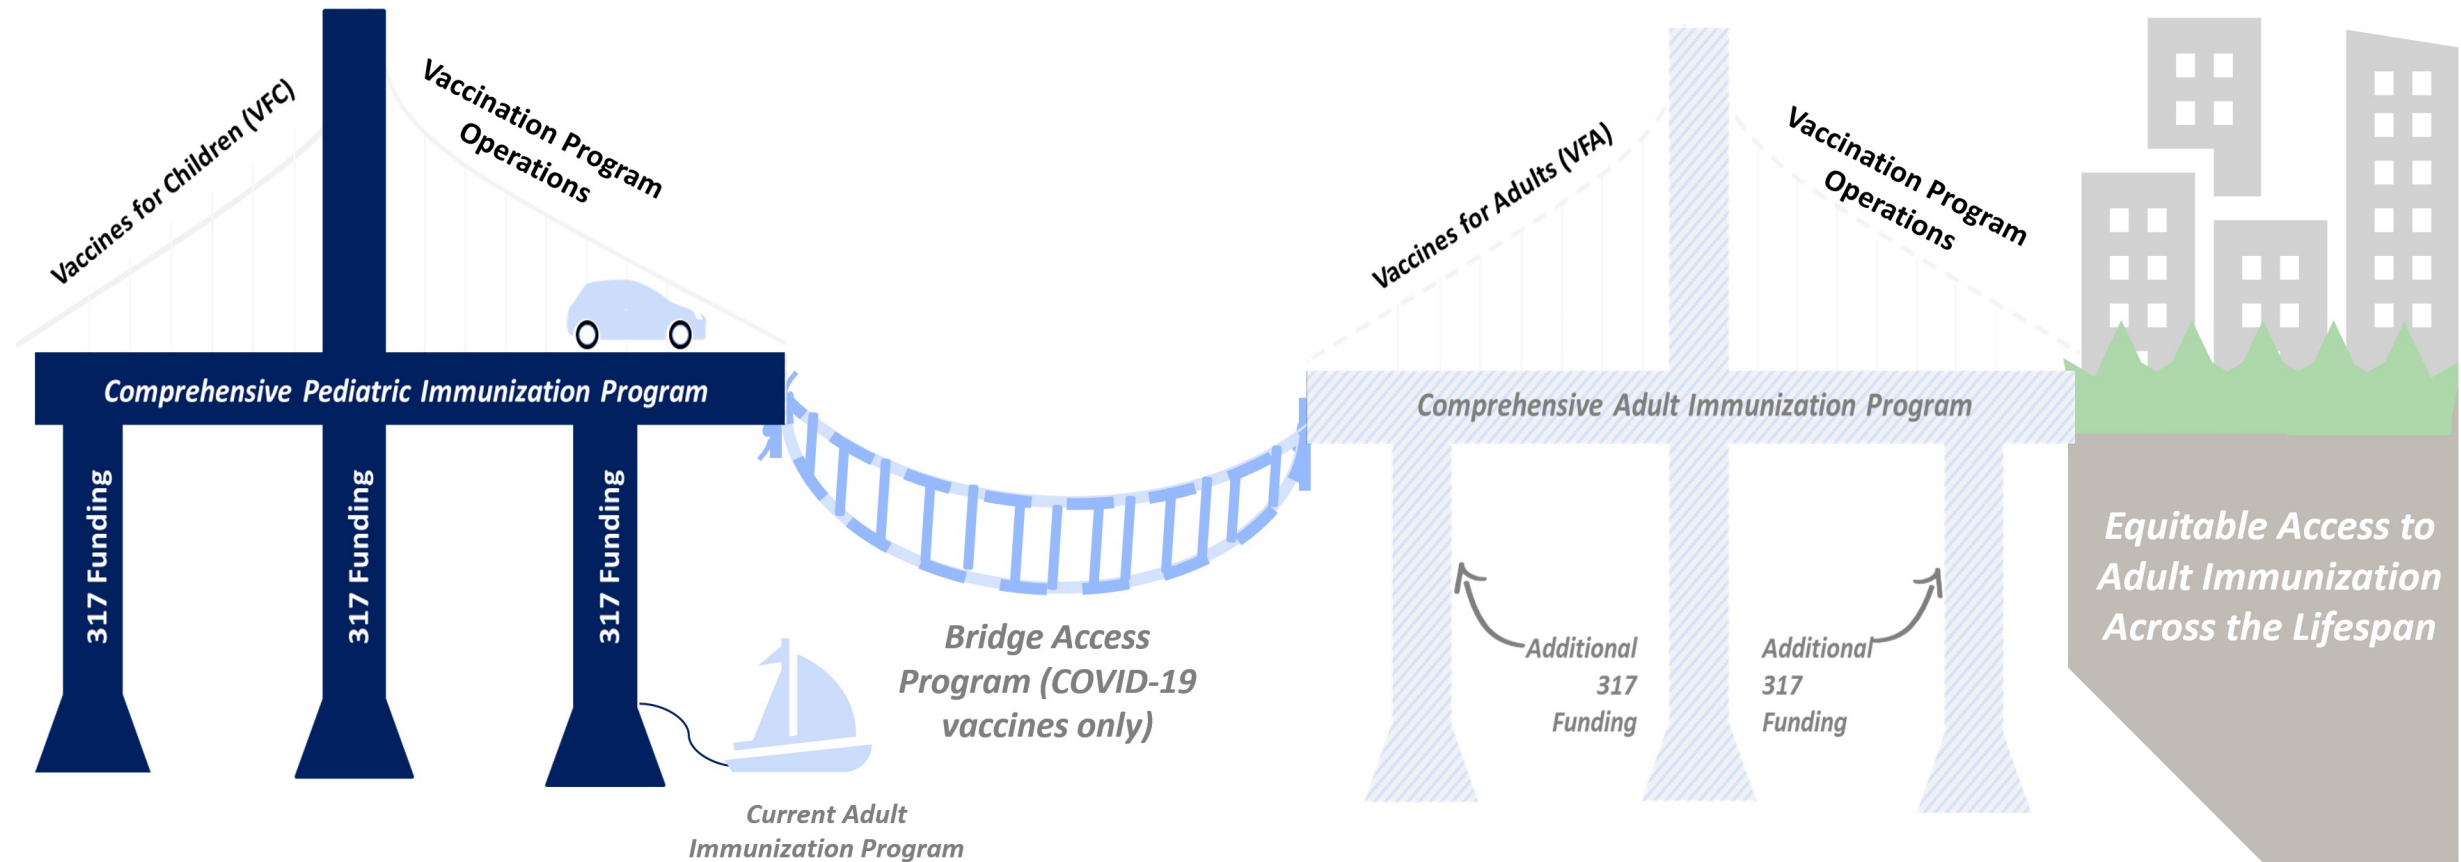 Vaccines for Children (VFC)
Vaccination Program
Operations
Comprehensive Pediatric Immunization Program
317 Funding
317 Funding
317 Funding
Current Adult
Immunization Program
Bridge Access
Program (COVID-19
vaccines only)
Vaccines for Adults (VFA)
Vaccination Program
Operations
Comprehensive Adult Immunization Program
Additional
317
Funding
Additional
317
Funding
Equitable Access to
Adult Immunization
Across the Lifespan